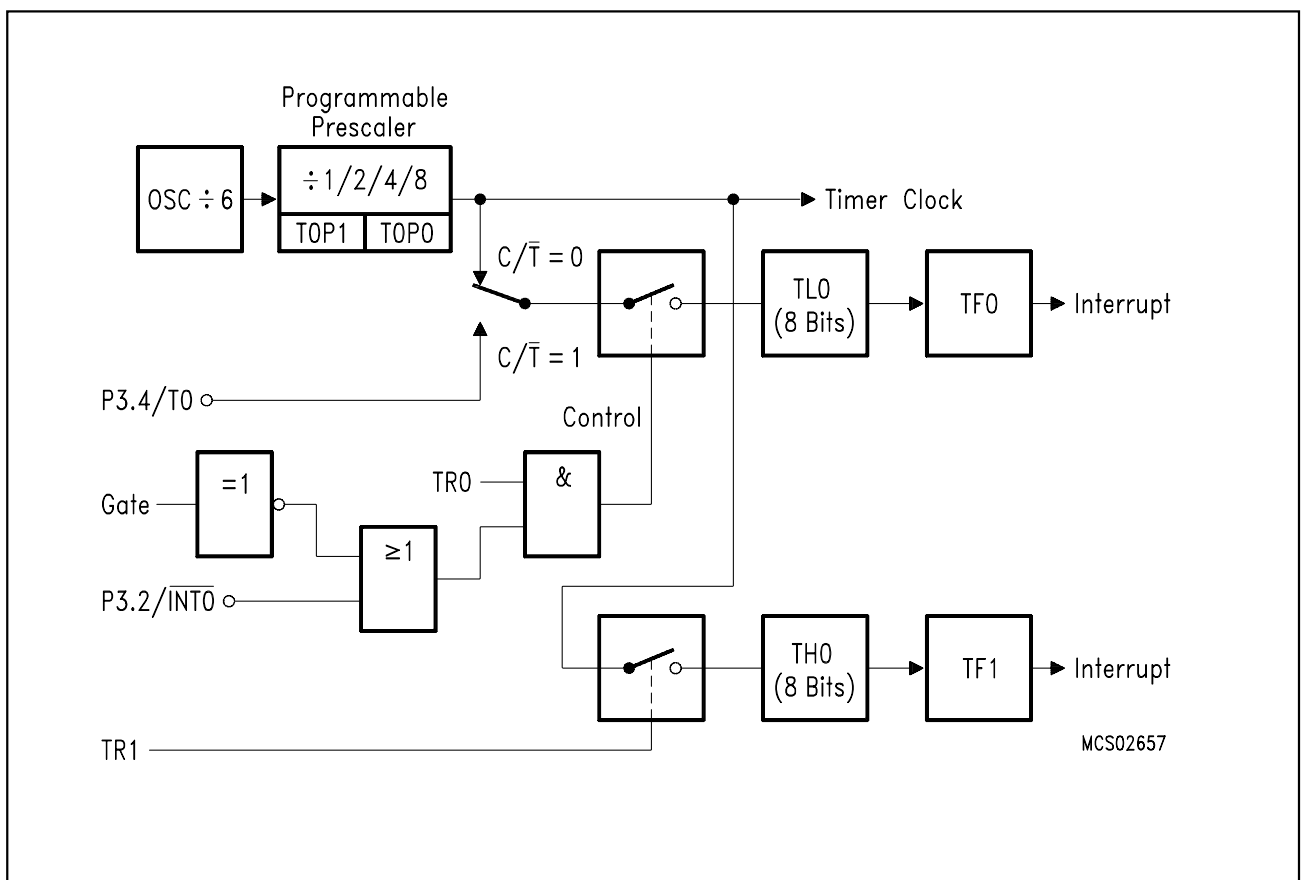 Programmable
Prescaler
OSC ÷ 6
÷ 1/2/4/8
T0P1
T0P0
Timer Clock
C/T̅ = 0
TL0
(8 Bits)
TF0
Interrupt
C/T̅ = 1
P3.4/T0
Control
=1
TR0
&
Gate
≥1
P3.2/I̅N̅T̅0̅
TH0
(8 Bits)
TF1
Interrupt
TR1
MCS02657